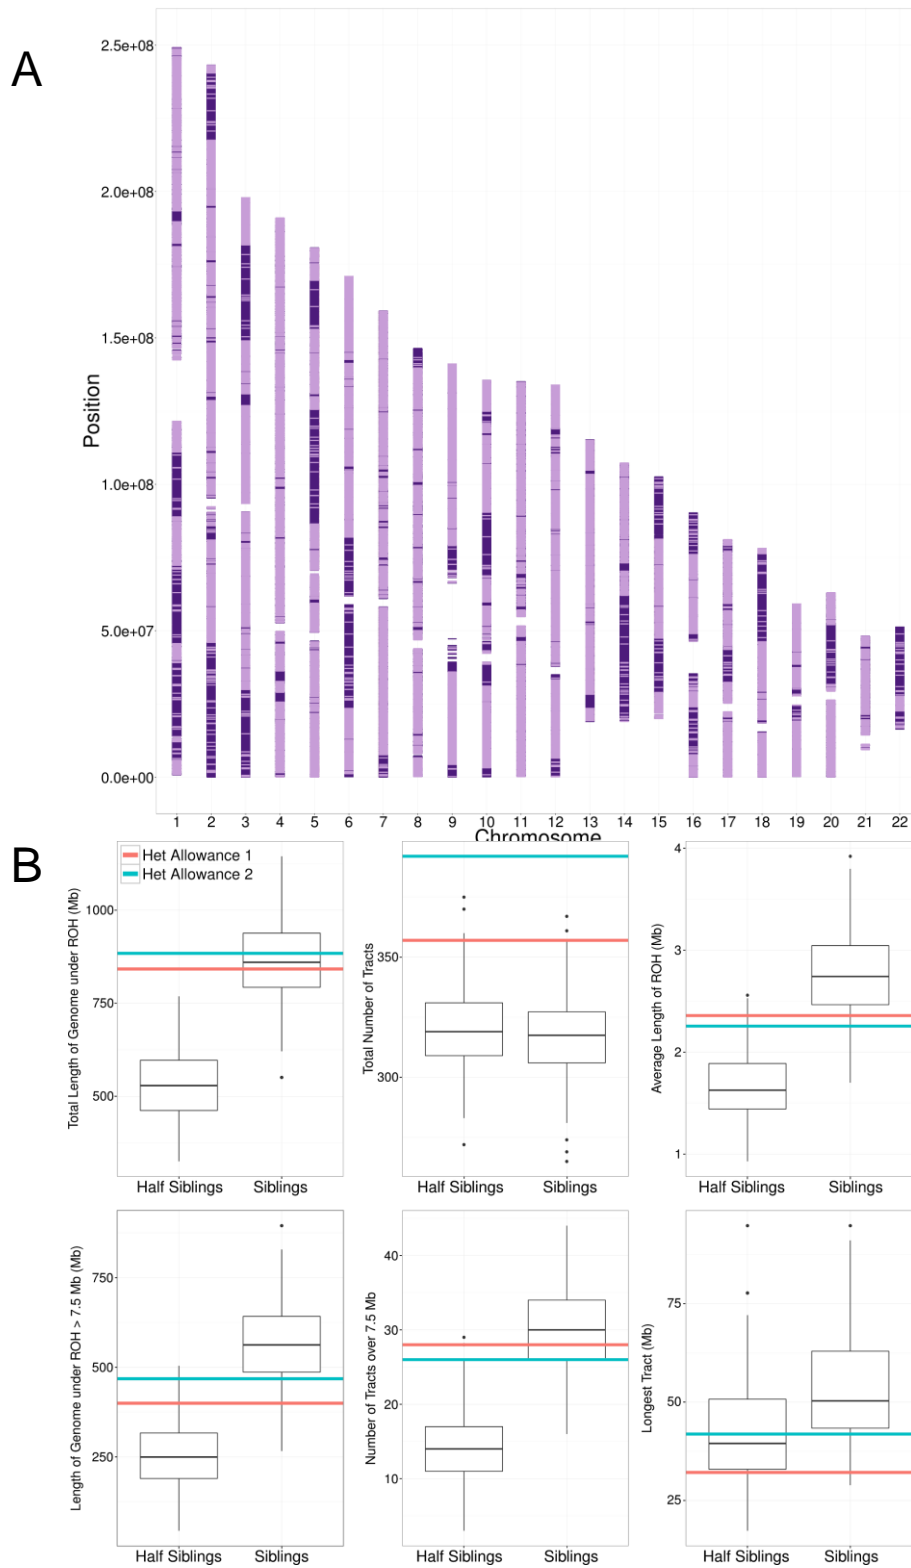 A
2.5e+08
2.0e+08
1.5e+08
1.0e+08
5.0e+07
0.0e+00
Position
1 2 3 4 5 6 7 8 9 10 11 12 13 14 15 16 17 18 19 20 21 22
Chromosome
B
Het Allowance 1
Het Allowance 2
Total Length of Genome under ROH (Mb)
1000
750
500
Half Siblings Siblings
Total Number of Tracts
350
300
Half Siblings Siblings
Average Length of ROH (Mb)
4
3
2
1
Half Siblings Siblings
Length of Genome under ROH > 7.5 Mb (Mb)
750
500
250
Half Siblings Siblings
Number of Tracts over 7.5 Mb
40
30
20
10
Half Siblings Siblings
Longest Tract (Mb)
75
50
25
Half Siblings Siblings